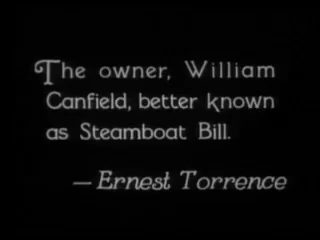 The owner, William
Canfield, better known
as Steamboat Bill.
—Ernest Torrence